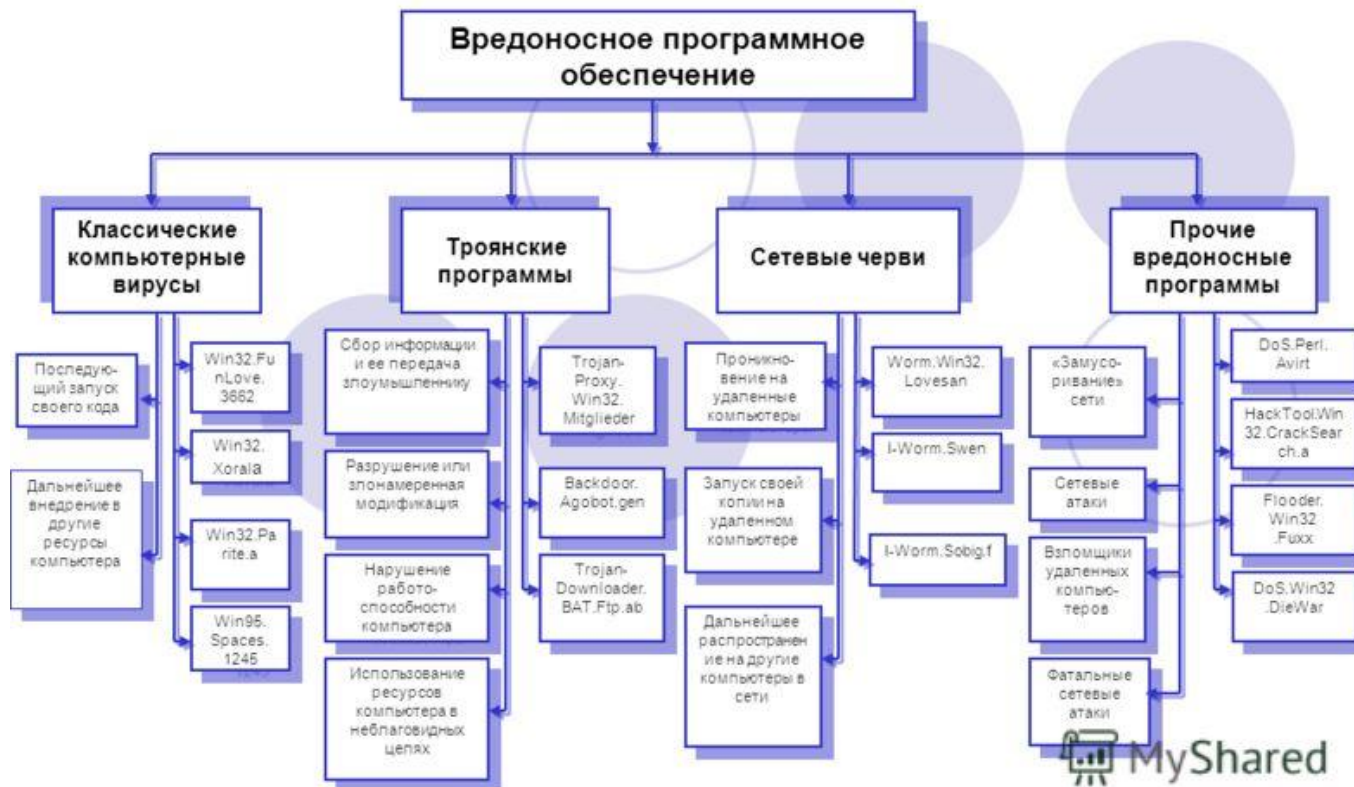 Вредоносное программное
обеспечение
Классические
компьютерные
вирусы
Последую-
щий запуск
своего кода
Дальнейшее
внедрение в
другие
ресурсы
компьютера
Win32.Fu
nLove.
3662
Win32.
Xorala
Win32.Pa
rite.a
Win95.
Spaces.
1245
Троянские
программы
Сбор информации
и ее передача
злоумышленнику
Разрушение или
злонамеренная
модификация
Нарушение
работо-
способности
компьютера
Использование
ресурсов
компьютера в
неблаговидных
целях
Trojan-
Proxy.
Win32.
Mitglieder
Backdoor.
Agobot.gen
Trojan-
Downloader.
BAT.Ftp.ab
Сетевые черви
Проникно-
вение на
удаленные
компьютеры
Запуск своей
копии на
удаленном
компьютере
Дальнейшее
распространен
ие на другие
компьютеры в
сети
Worm.Win32.
Lovesan
I-Worm.Swen
I-Worm.Sobig.f
Прочие
вредоносные
программы
«Замусо-
ривание»
сети
Сетевые
атаки
Взломщики
удаленных
компью-
теров
Фатальные
сетевые
атаки
DoS.Perl.
Avirt
HackTool.Win
32.CrackSear
ch.a
Flooder.
Win32
.Fuxx
DoS.Win32
.DieWar
MyShared